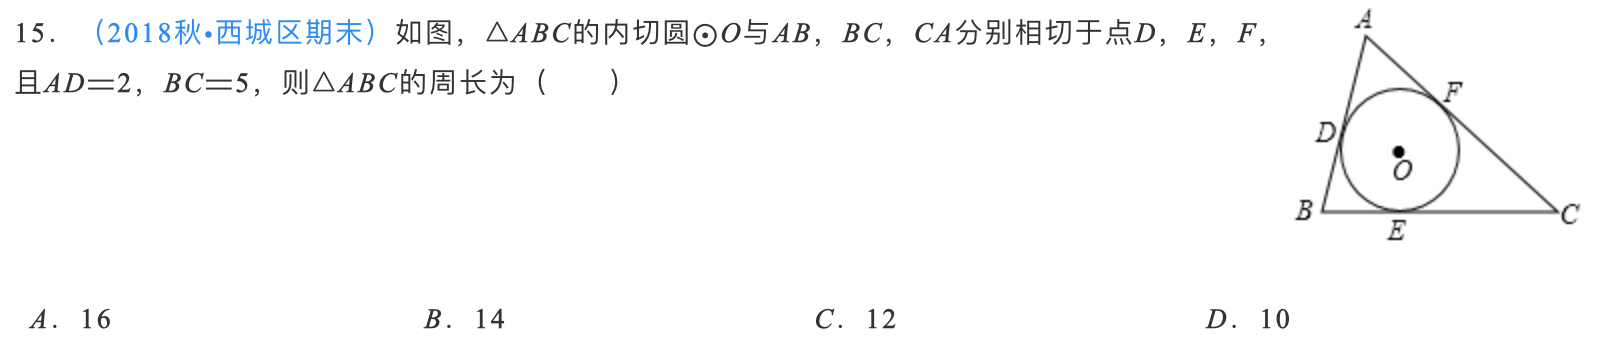 15．（2018秋•西城区期末）如图，△ABC的内切圆⊙O与AB，BC，CA分别相切于点D，E，F，
且AD＝2，BC＝5，则△ABC的周长为（　　）
A
F
D
O
B
C
E
A．16
B．14
C．12
D．10